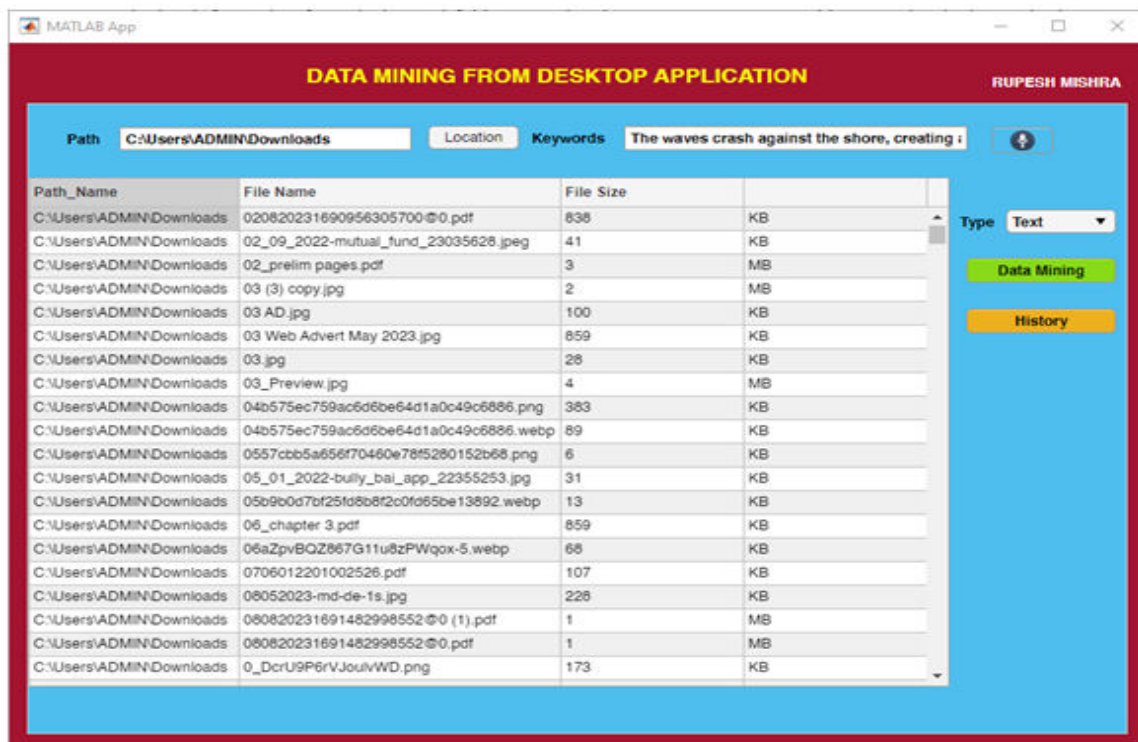 MATLAB App
DATA MINING FROM DESKTOP APPLICATION
RUPESH MISHRA
Path C:\Users\ADMIN\Downloads Location Keywords The waves crash against the shore, creating
Path_Name File Name File Size
C:\Users\ADMIN\Downloads 020820231690956305700@0.pdf 838 KB
C:\Users\ADMIN\Downloads 02_09_2022-mutual_fund_23035628.jpeg 41 KB
C:\Users\ADMIN\Downloads 02_prelim pages.pdf 3 MB
C:\Users\ADMIN\Downloads 03 (3) copy.jpg 2 MB
C:\Users\ADMIN\Downloads 03 AD.jpg 100 KB
C:\Users\ADMIN\Downloads 03 Web Advert May 2023.jpg 859 KB
C:\Users\ADMIN\Downloads 03.jpg 28 KB
C:\Users\ADMIN\Downloads 03_Preview.jpg 4 MB
C:\Users\ADMIN\Downloads 04b575ec759ac6d6be64d1a0c49c6886.png 383 KB
C:\Users\ADMIN\Downloads 04b575ec759ac6d6be64d1a0c49c6886.webp 89 KB
C:\Users\ADMIN\Downloads 0557cbb5a656f70460e78f5280152b68.png 6 KB
C:\Users\ADMIN\Downloads 05_01_2022-bully_bai_app_22355253.jpg 31 KB
C:\Users\ADMIN\Downloads 05b9b0d7bf25fd8b8f2c0fd65be13892.webp 13 KB
C:\Users\ADMIN\Downloads 06_chapter 3.pdf 859 KB
C:\Users\ADMIN\Downloads 06aZpvBQZ867G11u8zPWqox-5.webp 68 KB
C:\Users\ADMIN\Downloads 0706012201002526.pdf 107 KB
C:\Users\ADMIN\Downloads 08052023-md-de-1s.jpg 228 KB
C:\Users\ADMIN\Downloads 080820231691482998552@0 (1).pdf 1 MB
C:\Users\ADMIN\Downloads 080820231691482998552@0.pdf 1 MB
C:\Users\ADMIN\Downloads 0_DcrU9P6rVJoulvWD.png 173 KB
Type Text
Data Mining
History